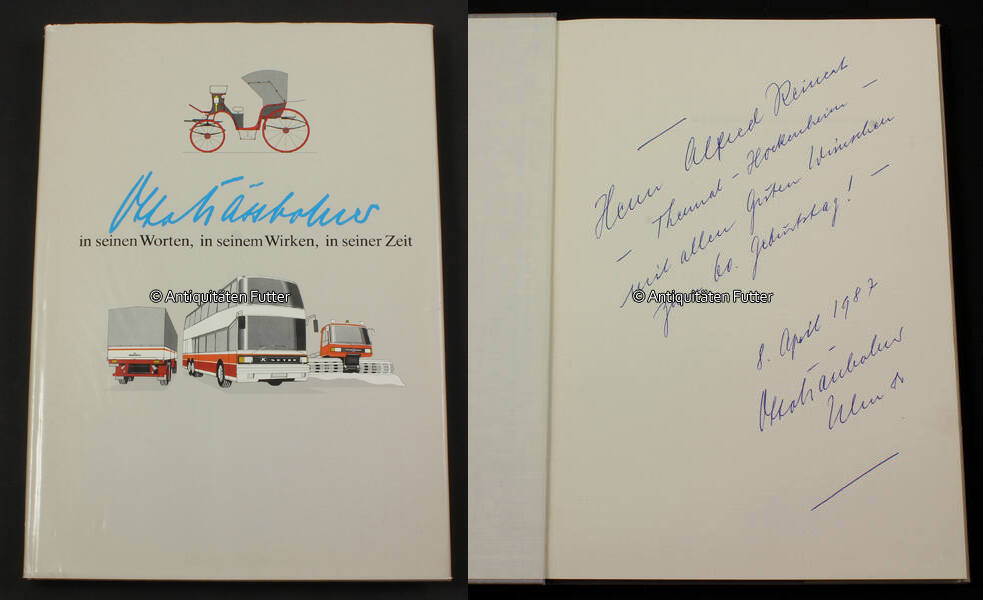 Otto Kässbohrer
in seinen Worten, in seinem Wirken, in seiner Zeit
© Antiquitäten Futter
Herrn Alfred Reinert
– Thermal – Hockenheim –
mit allen guten Wünschen
zum 60. Geburtstag! –
© Antiquitäten Futter
8. April 1987
Otto Kässbohrer
Ulm